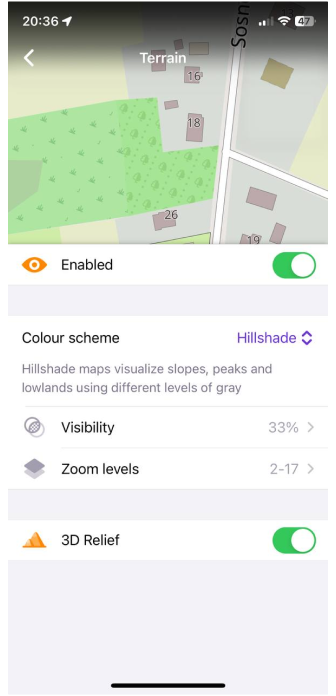 20:36
47
Sosn
Terrain
16
18
26
19
Enabled
Colour scheme
Hillshade
Hillshade maps visualize slopes, peaks and
lowlands using different levels of gray
Visibility
33%
Zoom levels
2-17
3D Relief